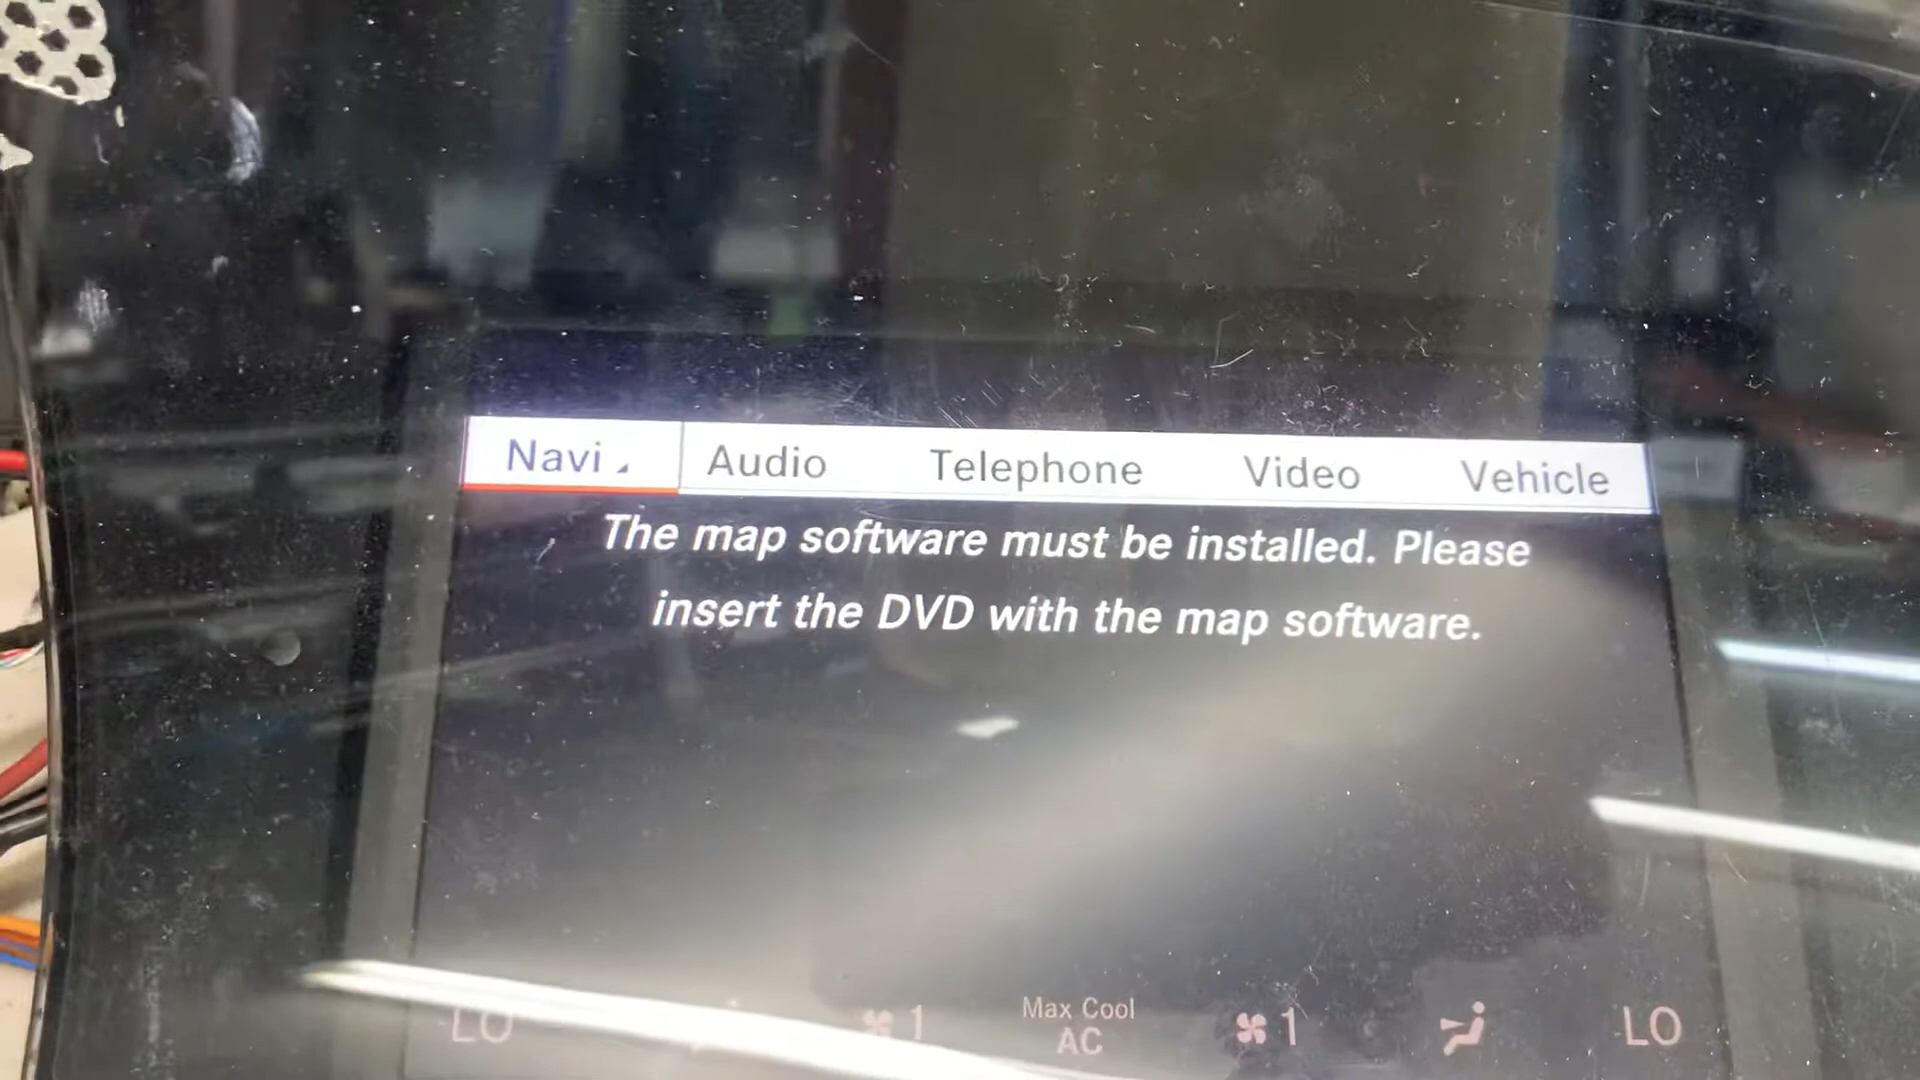 Navi Audio Telephone Video Vehicle
The map software must be installed. Please
insert the DVD with the map software.
LO 1 Max Cool AC 1 LO